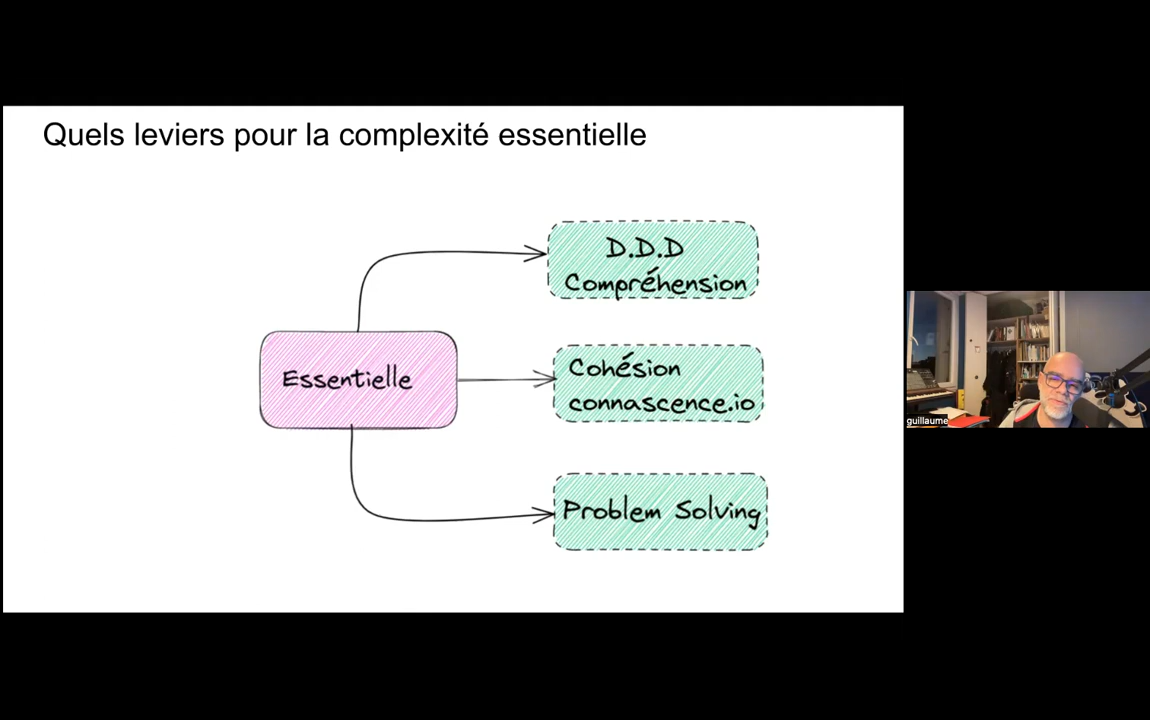 Quels leviers pour la complexité essentielle
D.D.D
Compréhension
Essentielle
Cohésion
connascence.io
Problem Solving
guillaume